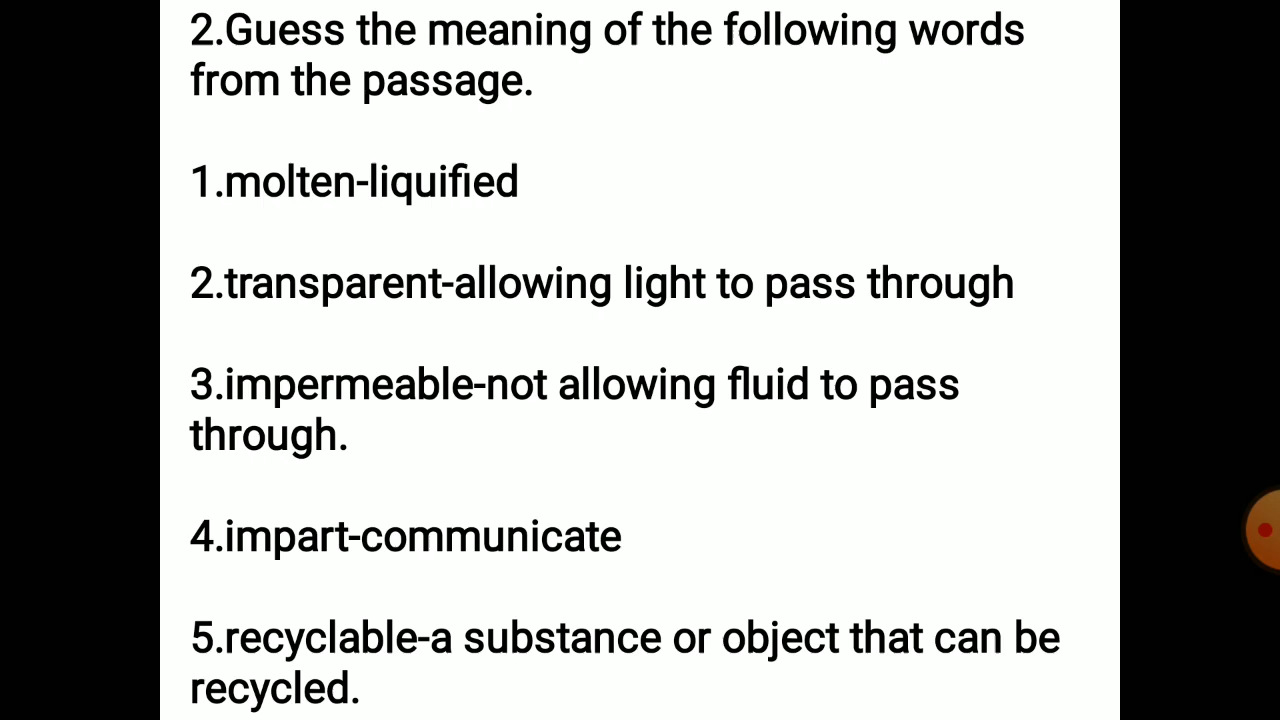 2.Guess the meaning of the following words
from the passage.
1.molten-liquified
2.transparent-allowing light to pass through
3.impermeable-not allowing fluid to pass
through.
4.impart-communicate
5.recyclable-a substance or object that can be
recycled.